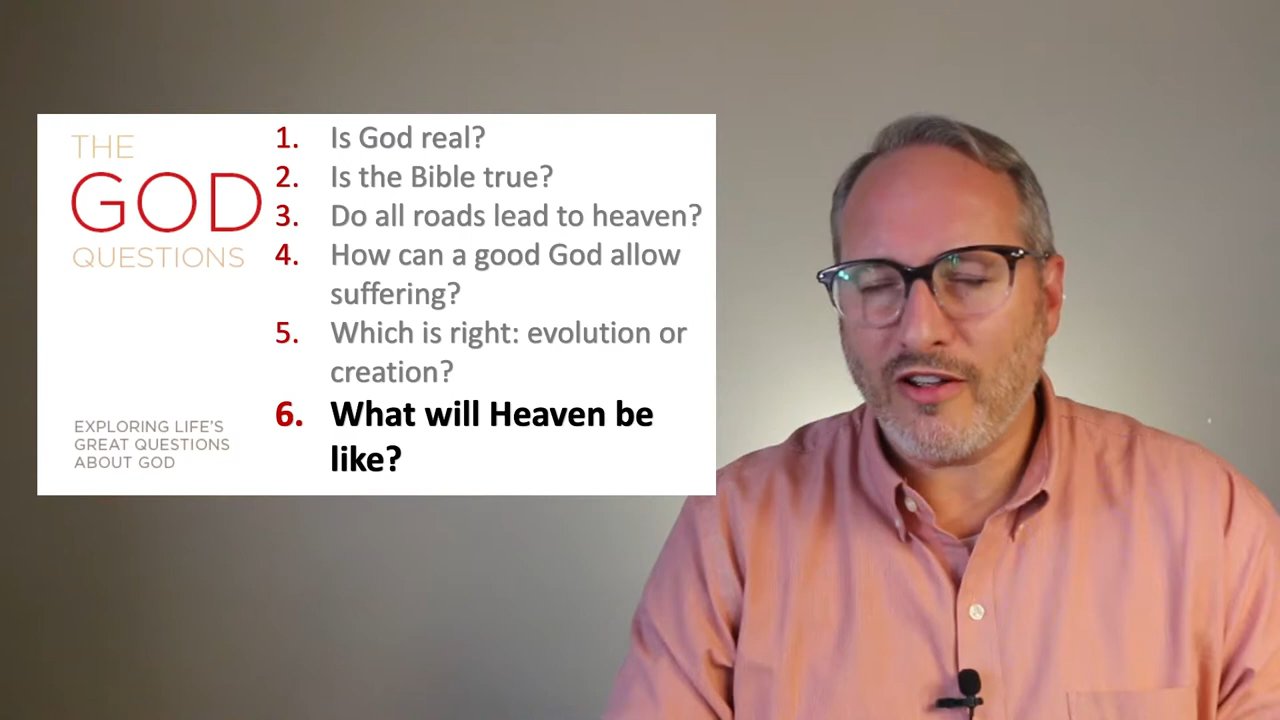 THE
GOD
QUESTIONS
EXPLORING LIFE'S
GREAT QUESTIONS
ABOUT GOD
1. Is God real?
2. Is the Bible true?
3. Do all roads lead to heaven?
4. How can a good God allow
suffering?
5. Which is right: evolution or
creation?
6. What will Heaven be
like?